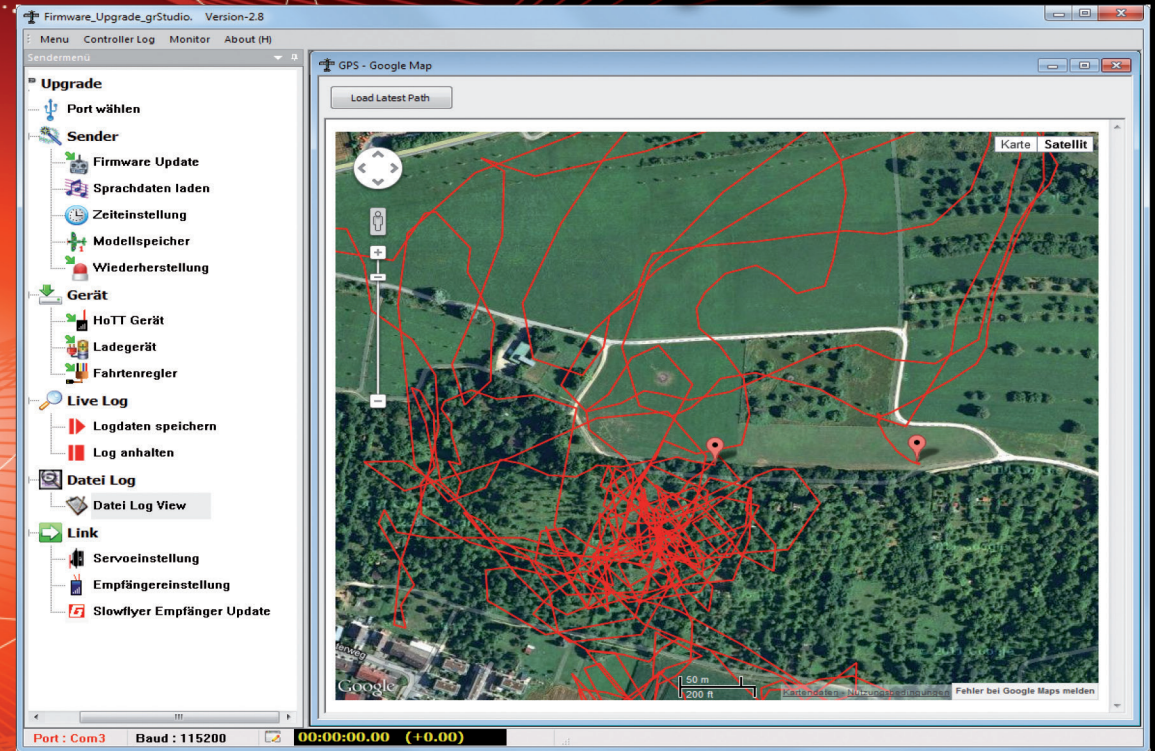 Firmware_Upgrade_grStudio. Version-2.8
Menu Controller Log Monitor About (H)
Sendermenü
Upgrade
Port wählen
Sender
Firmware Update
Sprachdaten laden
Zeiteinstellung
Modellspeicher
Wiederherstellung
Gerät
HoTT Gerät
Ladegerät
Fahrtenregler
Live Log
Logdaten speichern
Log anhalten
Datei Log
Datei Log View
Link
Servoeinstellung
Empfängereinstellung
Slowflyer Empfänger Update
GPS - Google Map
Load Latest Path
Karte Satellit
terweg
Google
50 m
200 ft
Kartendaten - Nutzungsbedingungen Fehler bei Google Maps melden
Port : Com3 Baud : 115200 00:00:00.00 (+0.00)